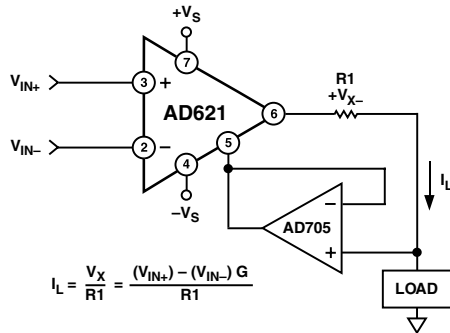 +VS
7
VIN+
3
+
AD621
6
R1
+VX–
VIN–
2
–
5
4
–VS
IL
–
AD705
+
LOAD
IL = VX / R1 = (VIN+) – (VIN–) G / R1